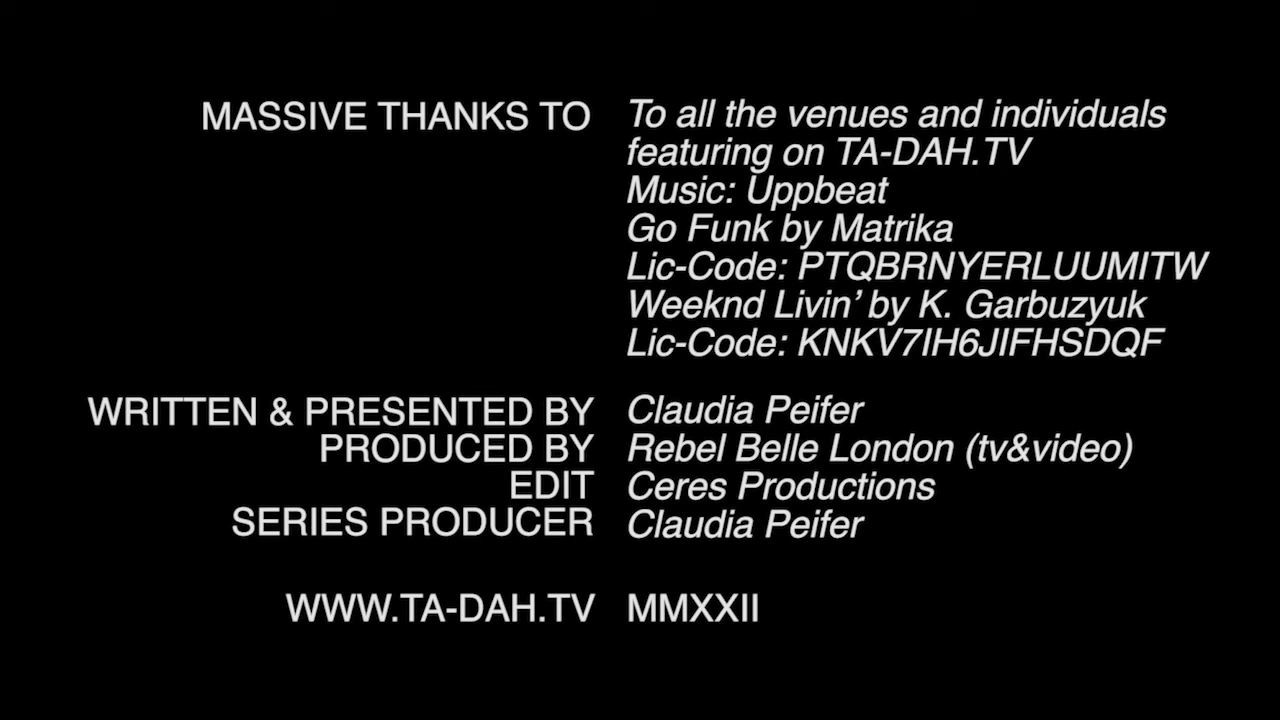 MASSIVE THANKS TO To all the venues and individuals
featuring on TA-DAH.TV
Music: Uppbeat
Go Funk by Matrika
Lic-Code: PTQBRNYERLUUMITW
Weeknd Livin’ by K. Garbuzyuk
Lic-Code: KNKV7IH6JIFHSDQF
WRITTEN & PRESENTED BY Claudia Peifer
PRODUCED BY Rebel Belle London (tv&video)
EDIT Ceres Productions
SERIES PRODUCER Claudia Peifer
WWW.TA-DAH.TV MMXXII